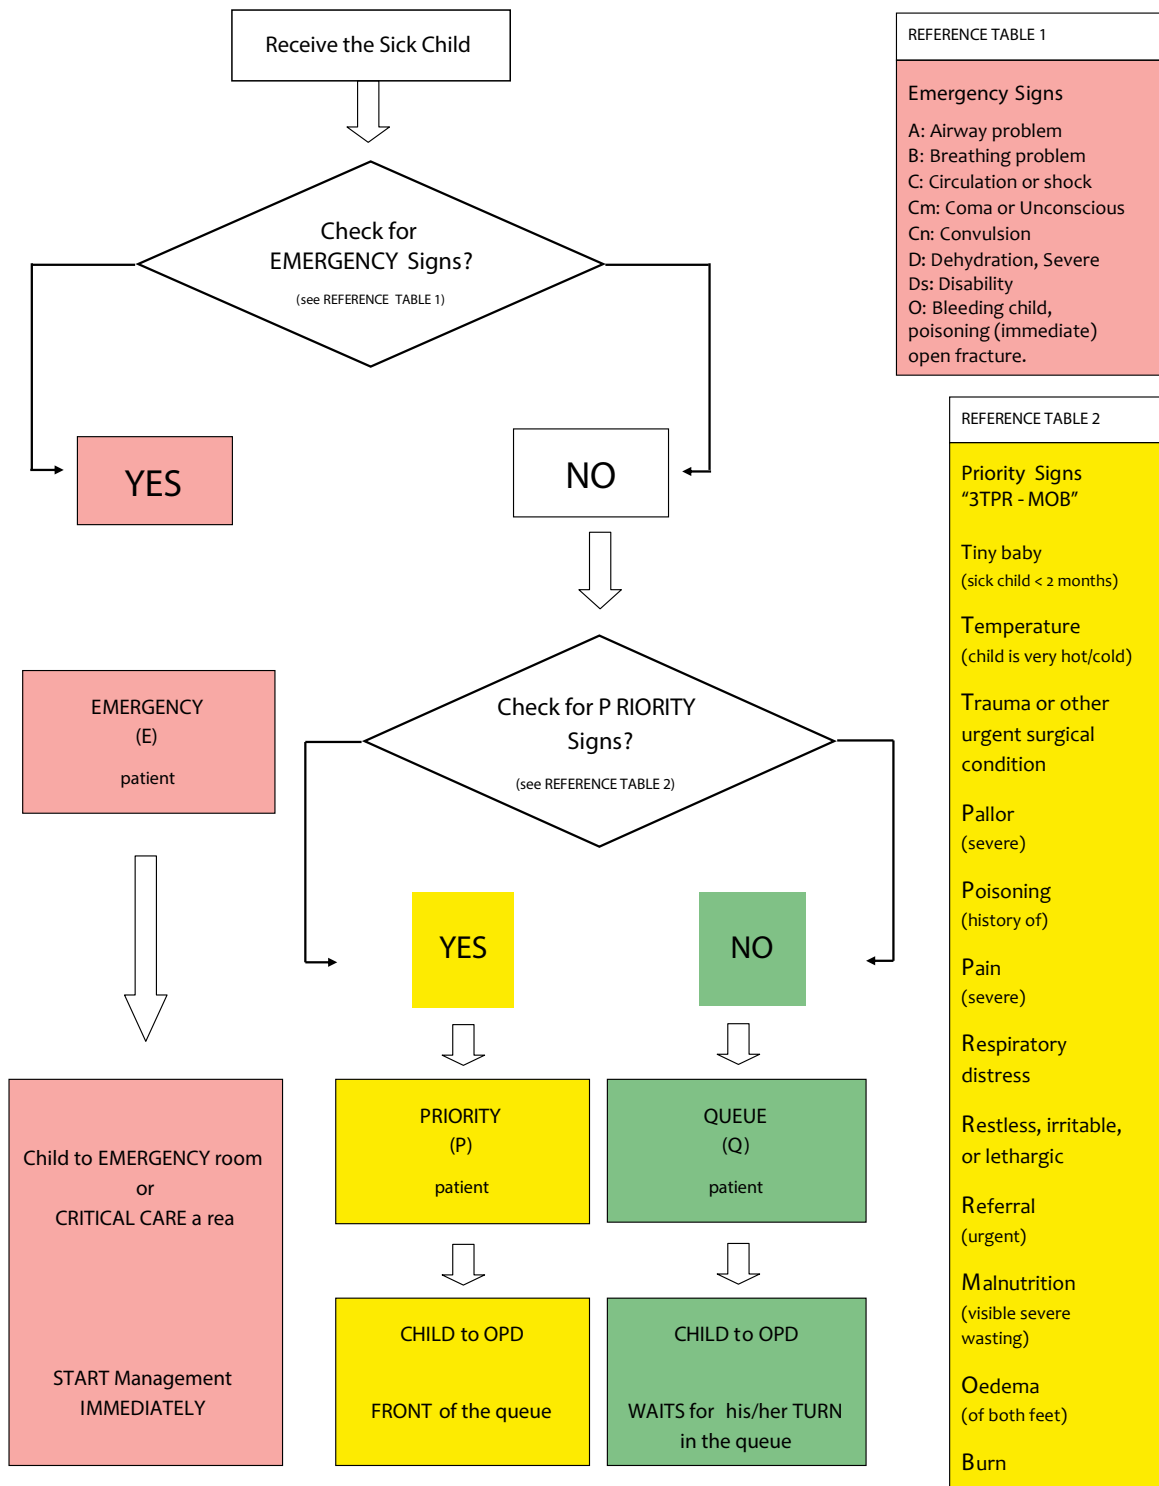 Receive the Sick Child
Check for
EMERGENCY Signs?
(see REFERENCE TABLE 1)
YES
NO
EMERGENCY
(E)
patient
Check for P RIORITY
Signs?
(see REFERENCE TABLE 2)
YES
NO
Child to EMERGENCY room
or
CRITICAL CARE a rea
START Management
IMMEDIATELY
PRIORITY
(P)
patient
QUEUE
(Q)
patient
CHILD to OPD
FRONT of the queue
CHILD to OPD
WAITS for his/her TURN
in the queue
REFERENCE TABLE 1
Emergency Signs
A: Airway problem
B: Breathing problem
C: Circulation or shock
Cm: Coma or Unconscious
Cn: Convulsion
D: Dehydration, Severe
Ds: Disability
O: Bleeding child,
poisoning (immediate)
open fracture.
REFERENCE TABLE 2
Priority Signs
“3TPR - MOB”
Tiny baby
(sick child < 2 months)
Temperature
(child is very hot/cold)
Trauma or other
urgent surgical
condition
Pallor
(severe)
Poisoning
(history of)
Pain
(severe)
Respiratory
distress
Restless, irritable,
or lethargic
Referral
(urgent)
Malnutrition
(visible severe
wasting)
Oedema
(of both feet)
Burn